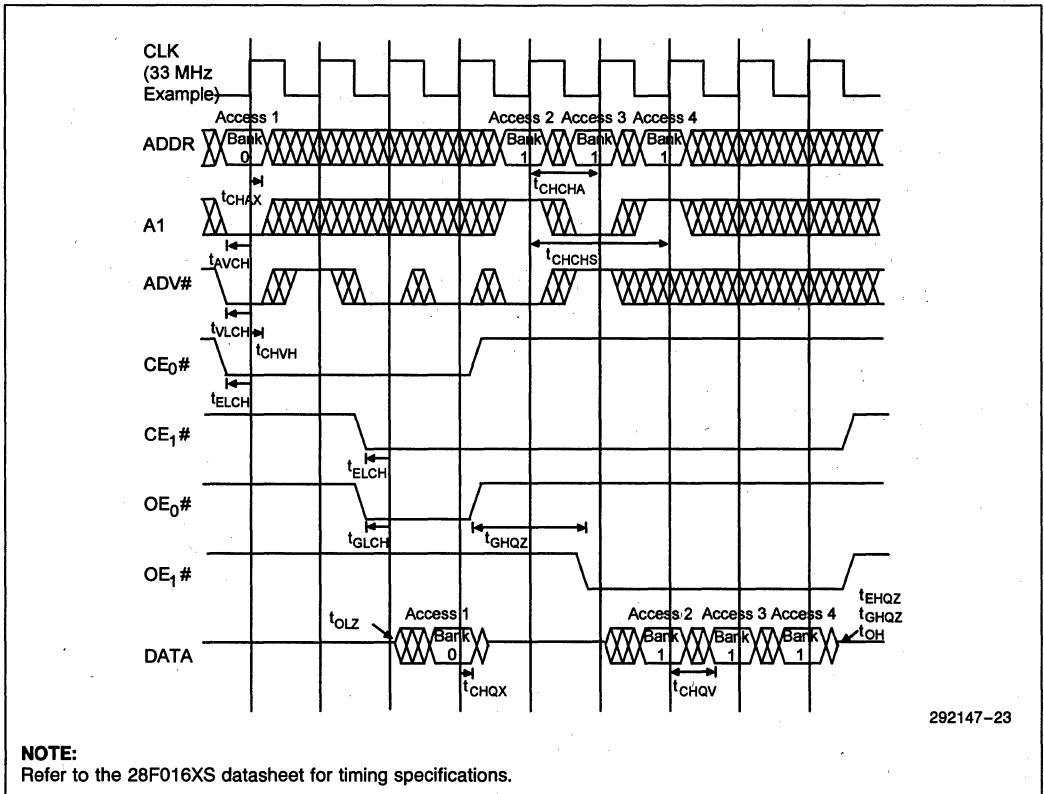 CLK
(33 MHz
Example)
Access 1 Access 2 Access 3 Access 4
ADDR Bank 0 Bank 1 Bank 1 Bank 1
tCHAX tCHCHA
A1
tAVCH tCHCHS
ADV#
tVLCH tCHVH
CE0#
tELCH
CE1#
tELCH
OE0#
tGLCH tGHQZ
OE1#
tEHQZ
tGHQZ
tOH
tOLZ Access 1 Access 2 Access 3 Access 4
DATA Bank 0 Bank 1 Bank 1 Bank 1
tCHQX tCHQV
292147–23
NOTE:
Refer to the 28F016XS datasheet for timing specifications.